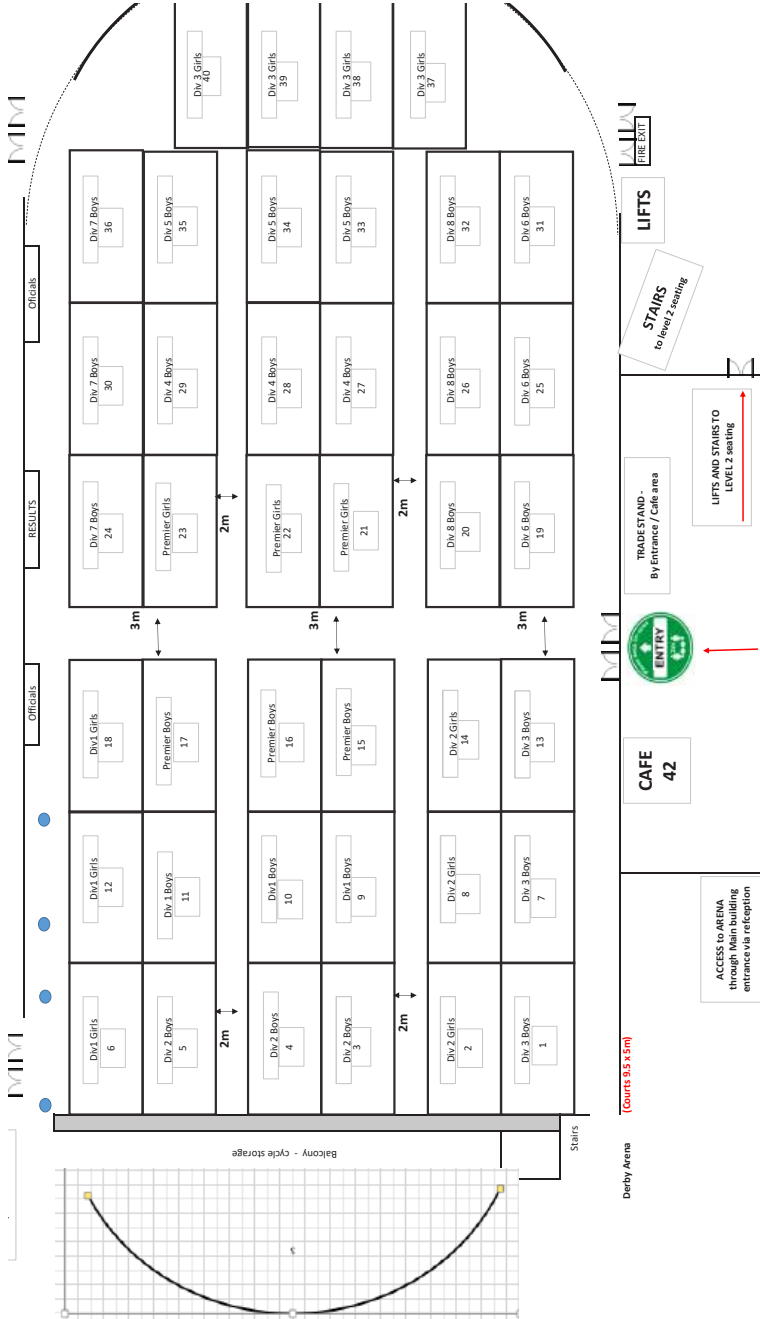 Div 3 Girls
40
Div 3 Girls
39
Div 3 Girls
38
Div 3 Girls
37
FIRE EXIT
Div 7 Boys
36
Div 5 Boys
35
Div 5 Boys
34
Div 5 Boys
33
Div 8 Boys
32
Div 6 Boys
31
LIFTS
Oficials
STAIRS
to level 2 seating
Div 7 Boys
30
Div 4 Boys
29
Div 4 Boys
28
Div 4 Boys
27
Div 8 Boys
26
Div 6 Boys
25
LIFTS AND STAIRS TO
LEVEL 2 seating
RESULTS
Div 7 Boys
24
Premier Girls
23
2m
Premier Girls
22
Premier Girls
21
2m
Div 8 Boys
20
Div 6 Boys
19
TRADE STAND -
By Entrance / Cafe area
3m
3m
3m
ENTRY
Officials
Div1 Girls
18
Premier Boys
17
Premier Boys
16
Premier Boys
15
Div 2 Girls
14
Div 3 Boys
13
CAFE
42
Div1 Girls
12
Div 1 Boys
11
Div1 Boys
10
Div1 Boys
9
Div 2 Girls
8
Div 3 Boys
7
ACCESS to ARENA
through Main building
entrance via refception
Div1 Girls
6
Div 2 Boys
5
2m
Div 2 Boys
4
Div 2 Boys
3
2m
Div 2 Girls
2
Div 3 Boys
1
(Courts 9.5 x 5m)
Balcony - cycle storage
Stairs
Derby Arena